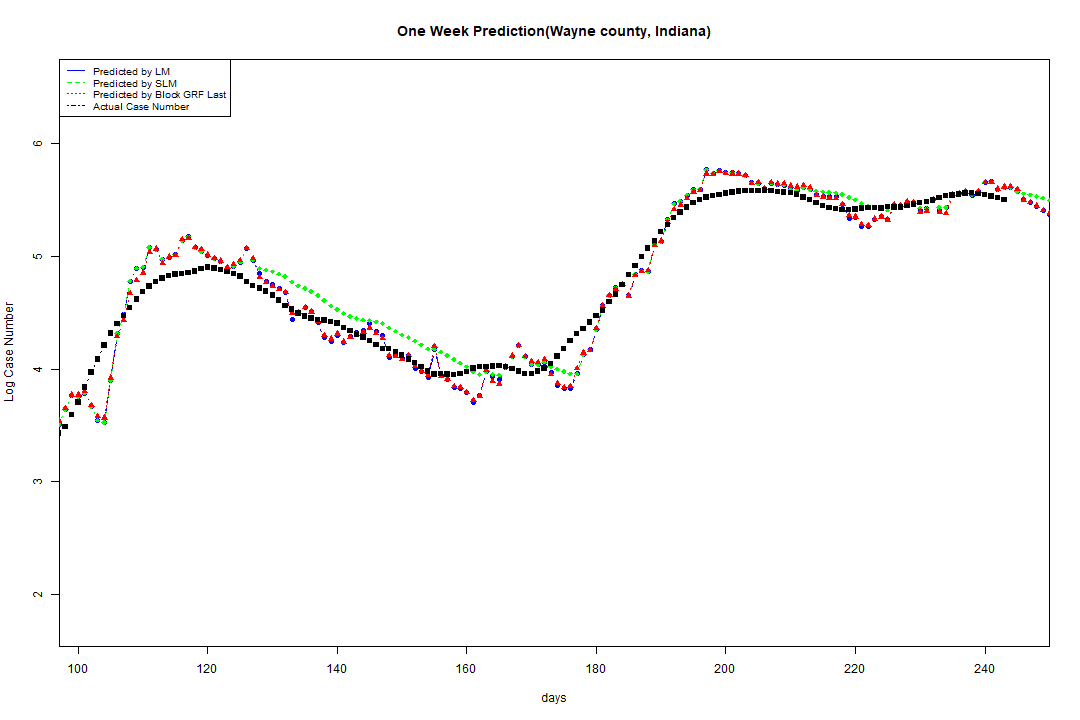 One Week Prediction(Wayne county, Indiana)
Predicted by LM
Predicted by SLM
Predicted by Block GRF Last
Actual Case Number
6
5
4
3
2
Log Case Number
100 120 140 160 180 200 220 240
days